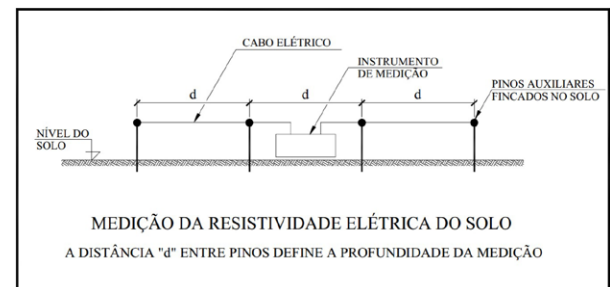 CABO ELÉTRICO
INSTRUMENTO
DE MEDIÇÃO
d d d
PINOS AUXILIARES
FINCADOS NO SOLO
NÍVEL DO
SOLO
MEDIÇÃO DA RESISTIVIDADE ELÉTRICA DO SOLO
A DISTÂNCIA "d" ENTRE PINOS DEFINE A PROFUNDIDADE DA MEDIÇÃO